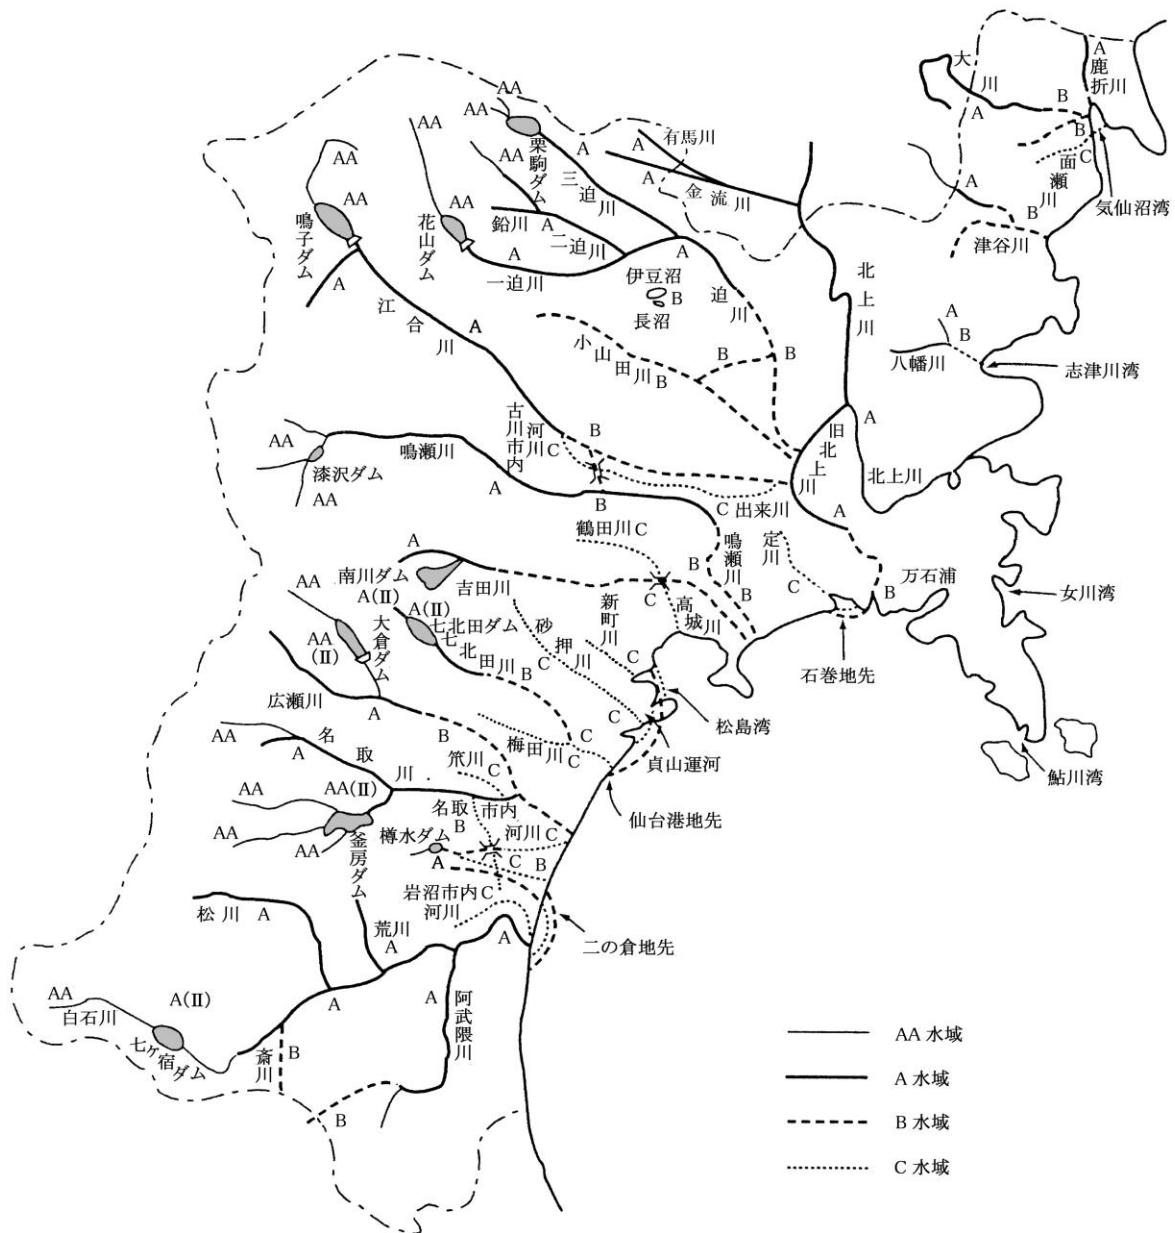 大川
A
A
鹿折川
B
B
C
面瀬川
気仙沼湾
A
B
津谷川
AA
AA
AA
AA
AA
AA
栗駒ダム
A
三迫川
A
有馬川
A
金流川
鳴子ダム
A
AA
花山ダム
鉛川
A
二迫川
A
一迫川
A
伊豆沼
B
長沼
迫川
北上川
A
B
八幡川
志津川湾
江合川
A
小山田川
B
B
B
古川市内河川
C
B
B
旧北上川
A
北上川
A
AA
漆沢ダム
AA
鳴瀬川
A
C
出来川
鶴田川
C
鳴瀬川
B
B
定川
C
B
万石浦
女川湾
石巻地先
A
南川ダム
A(Ⅱ)
吉田川
C
高城川
新町川
C
松島湾
AA
AA(Ⅱ)
大倉ダム
A(Ⅱ)
七北田ダム
七北田川
B
C
砂押川
C
C
貞山運河
鮎川湾
広瀬川
A
B
梅田川
C
仙台港地先
AA
A
名取川
笊川
C
AA
AA(Ⅱ)
AA
AA
釜房ダム
名取市内河川
B
C
樽水ダム
A
C
B
岩沼市内河川
C
二の倉地先
松川
A
荒川
A
A
AA
白石川
A(Ⅱ)
七ヶ宿ダム
A
斎川
B
A
阿武隈川
B
AA 水域
A 水域
B 水域
C 水域